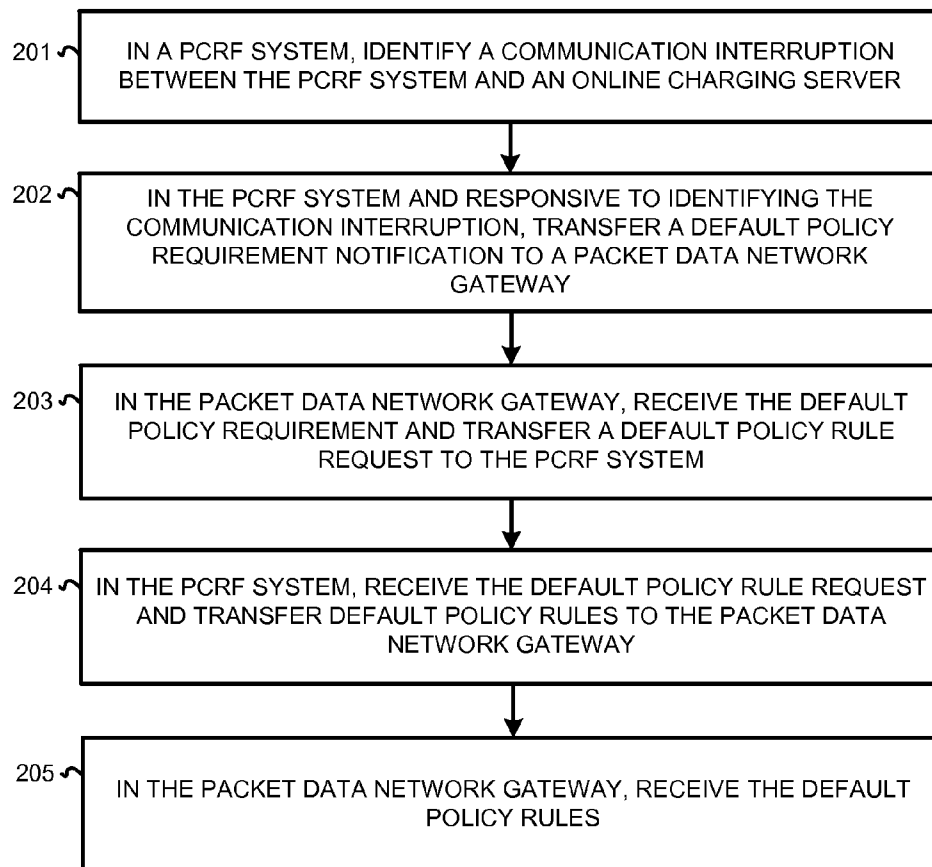 201
IN A PCRF SYSTEM, IDENTIFY A COMMUNICATION INTERRUPTION
BETWEEN THE PCRF SYSTEM AND AN ONLINE CHARGING SERVER
202
IN THE PCRF SYSTEM AND RESPONSIVE TO IDENTIFYING THE
COMMUNICATION INTERRUPTION, TRANSFER A DEFAULT POLICY
REQUIREMENT NOTIFICATION TO A PACKET DATA NETWORK
GATEWAY
203
IN THE PACKET DATA NETWORK GATEWAY, RECEIVE THE DEFAULT
POLICY REQUIREMENT AND TRANSFER A DEFAULT POLICY RULE
REQUEST TO THE PCRF SYSTEM
204
IN THE PCRF SYSTEM, RECEIVE THE DEFAULT POLICY RULE REQUEST
AND TRANSFER DEFAULT POLICY RULES TO THE PACKET DATA
NETWORK GATEWAY
205
IN THE PACKET DATA NETWORK GATEWAY, RECEIVE THE DEFAULT
POLICY RULES